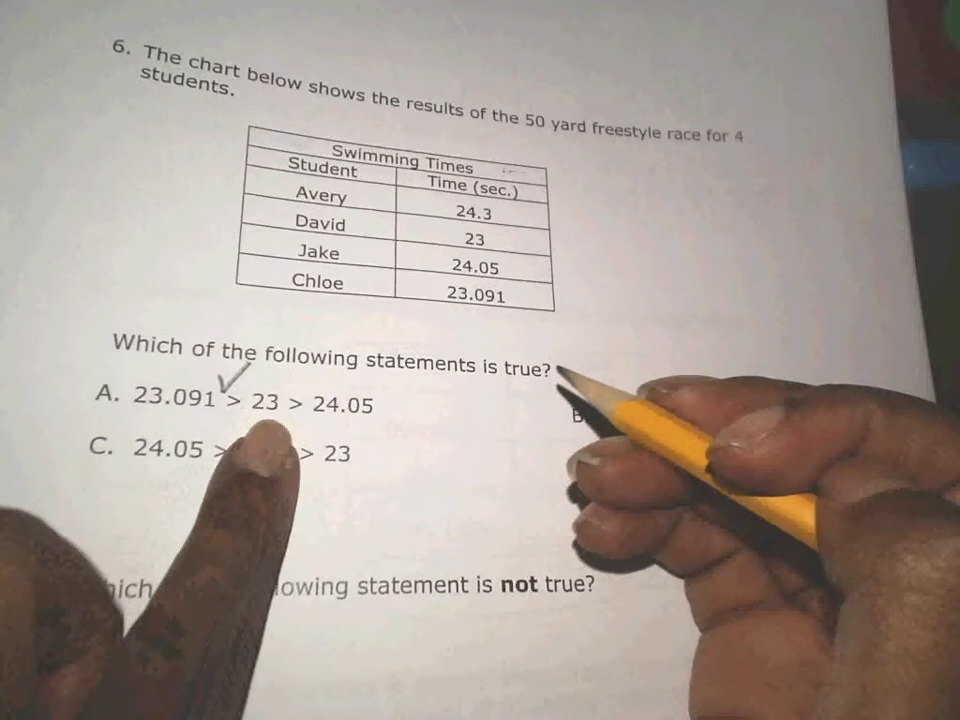 6. The chart below shows the results of the 50 yard freestyle race for 4
students.
Swimming Times
Student Time (sec.)
Avery 24.3
David 23
Jake 24.05
Chloe 23.091
Which of the following statements is true?
A. 23.091 > 23 > 24.05
C. 24.05 > > 23
statement is not true?